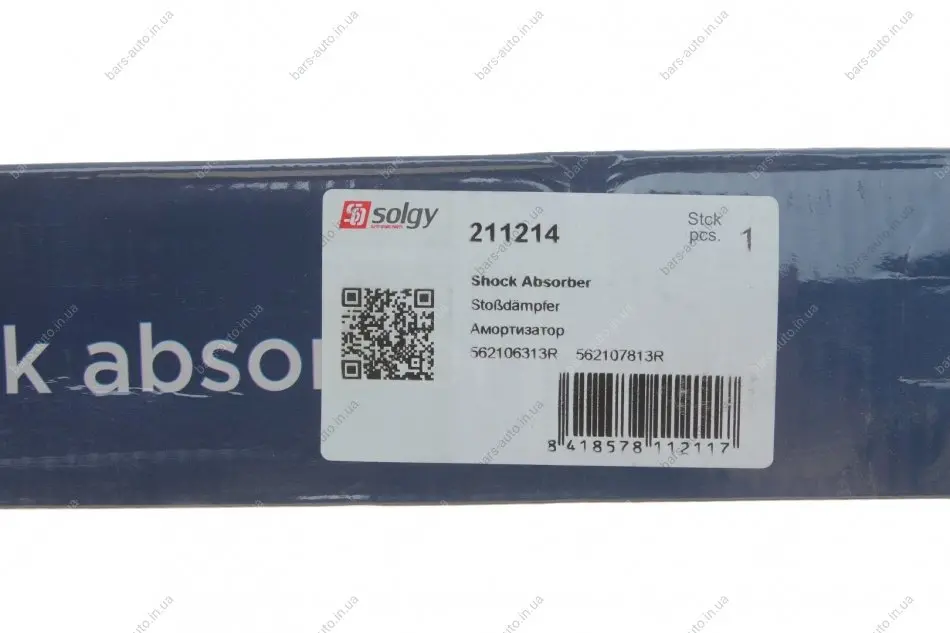 solgy
211214
Stck
pcs. 1
Shock Absorber
Stoßdämpfer
Амортизатор
562106313R 562107813R
8 418578 112117
k absor
bars-auto.in.ua